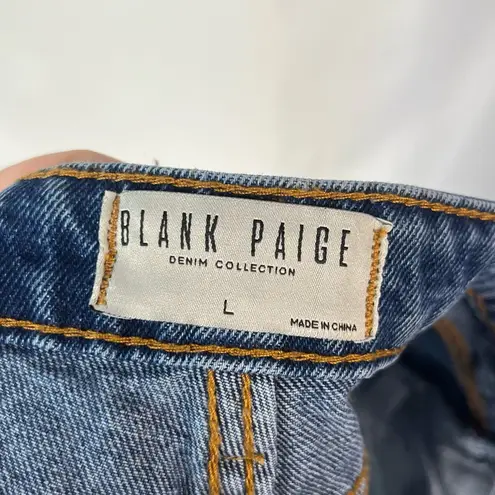 BLANK PAIGE
DENIM COLLECTION
L
MADE IN CHINA